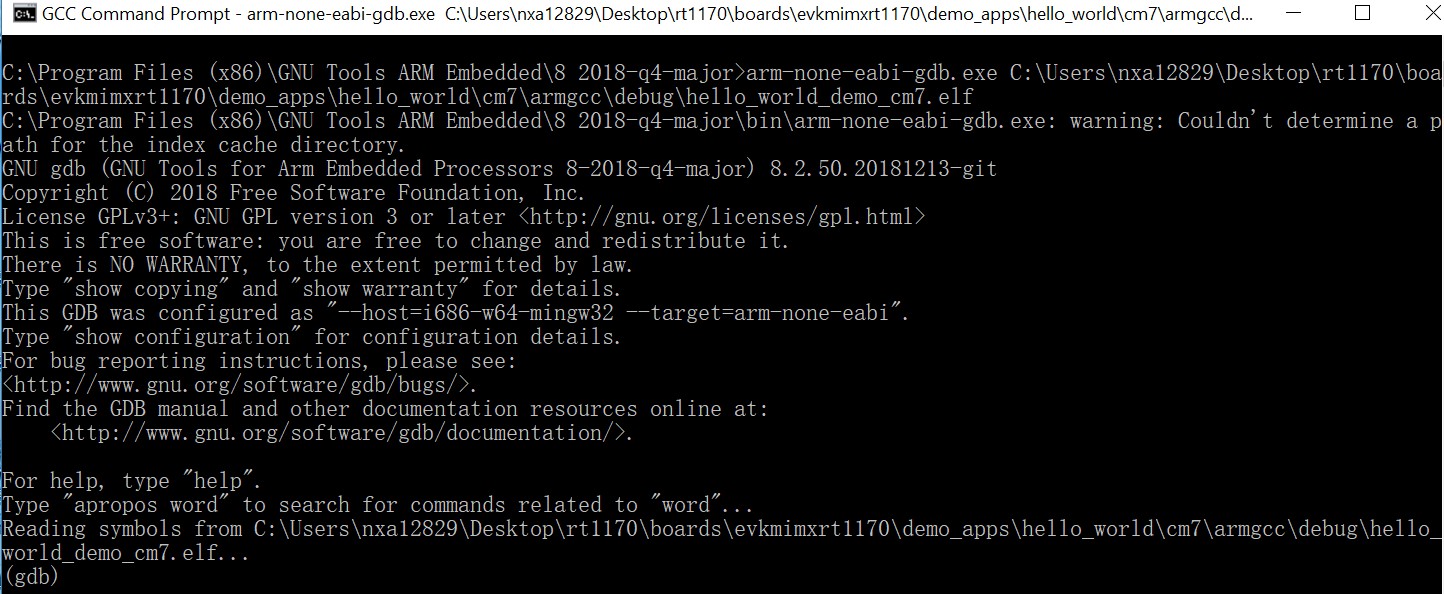 GCC Command Prompt - arm-none-eabi-gdb.exe C:\Users\nxa12829\Desktop\rt1170\boards\evkmimxrt1170\demo_apps\hello_world\cm7\armgcc\d...
C:\Program Files (x86)\GNU Tools ARM Embedded\8 2018-q4-major>arm-none-eabi-gdb.exe C:\Users\nxa12829\Desktop\rt1170\boa
rds\evkmimxrt1170\demo_apps\hello_world\cm7\armgcc\debug\hello_world_demo_cm7.elf
C:\Program Files (x86)\GNU Tools ARM Embedded\8 2018-q4-major\bin\arm-none-eabi-gdb.exe: warning: Couldn't determine a p
ath for the index cache directory.
GNU gdb (GNU Tools for Arm Embedded Processors 8-2018-q4-major) 8.2.50.20181213-git
Copyright (C) 2018 Free Software Foundation, Inc.
License GPLv3+: GNU GPL version 3 or later <http://gnu.org/licenses/gpl.html>
This is free software: you are free to change and redistribute it.
There is NO WARRANTY, to the extent permitted by law.
Type "show copying" and "show warranty" for details.
This GDB was configured as "--host=i686-w64-mingw32 --target=arm-none-eabi".
Type "show configuration" for configuration details.
For bug reporting instructions, please see:
<http://www.gnu.org/software/gdb/bugs/>.
Find the GDB manual and other documentation resources online at:
    <http://www.gnu.org/software/gdb/documentation/>.
For help, type "help".
Type "apropos word" to search for commands related to "word"...
Reading symbols from C:\Users\nxa12829\Desktop\rt1170\boards\evkmimxrt1170\demo_apps\hello_world\cm7\armgcc\debug\hello_
world_demo_cm7.elf...
(gdb)